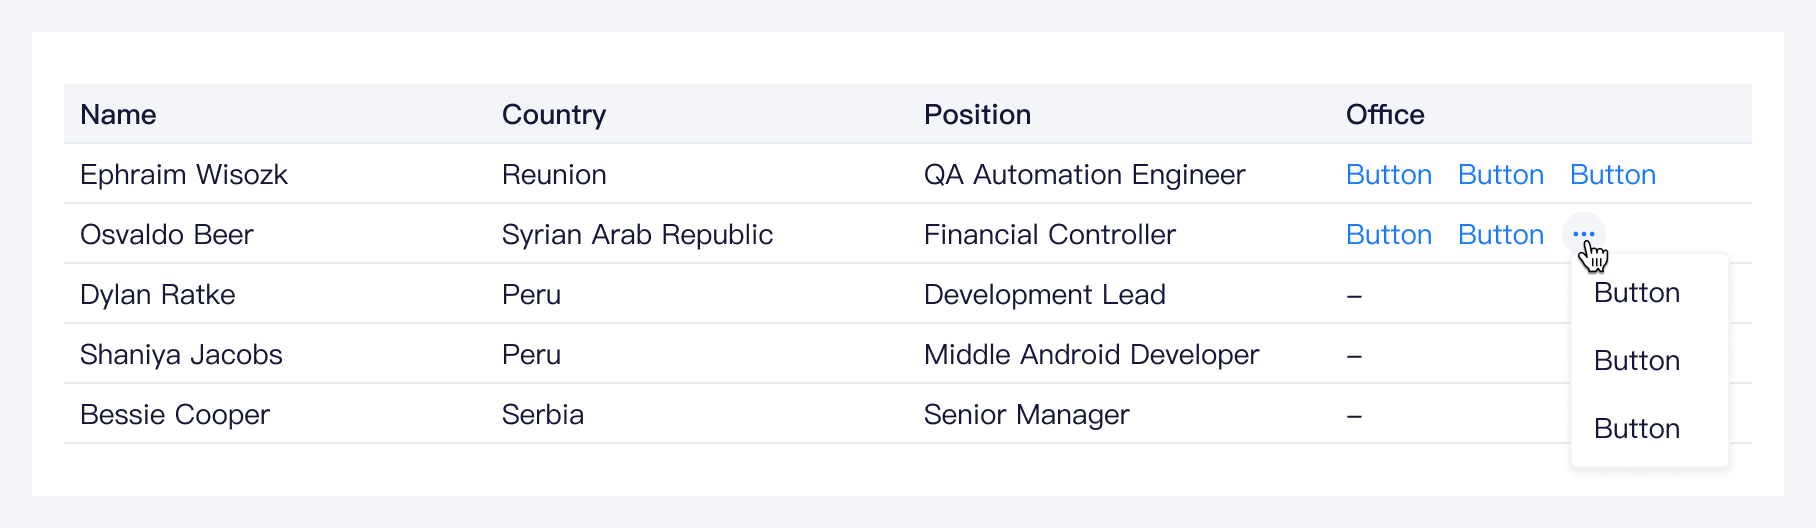 Name Country Position Office
Ephraim Wisozk Reunion QA Automation Engineer Button Button Button
Osvaldo Beer Syrian Arab Republic Financial Controller Button Button ···
Dylan Ratke Peru Development Lead –
Button
Shaniya Jacobs Peru Middle Android Developer –
Button
Bessie Cooper Serbia Senior Manager –
Button